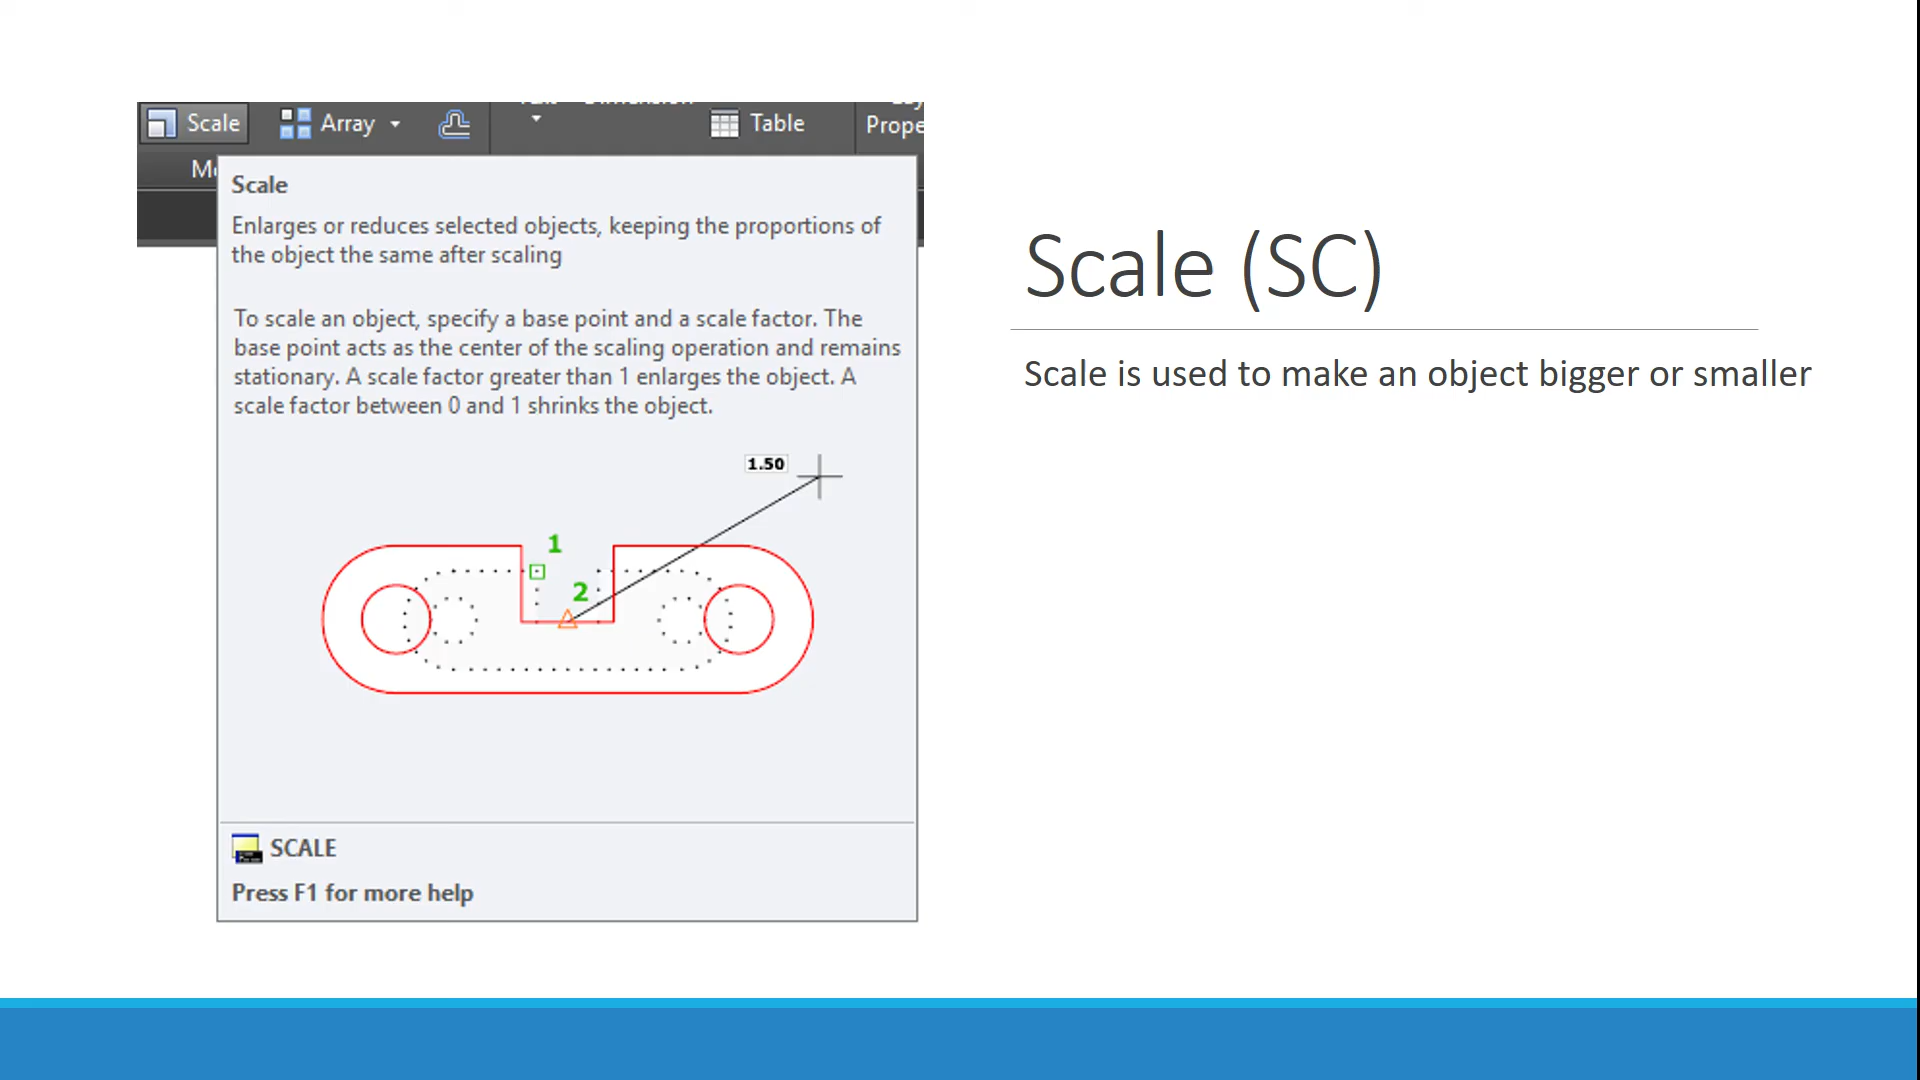 Scale Array Table Prope
Scale
Enlarges or reduces selected objects, keeping the proportions of
the object the same after scaling
To scale an object, specify a base point and a scale factor. The
base point acts as the center of the scaling operation and remains
stationary. A scale factor greater than 1 enlarges the object. A
scale factor between 0 and 1 shrinks the object.
1.50
1
2
SCALE
Press F1 for more help
Scale (SC)
Scale is used to make an object bigger or smaller